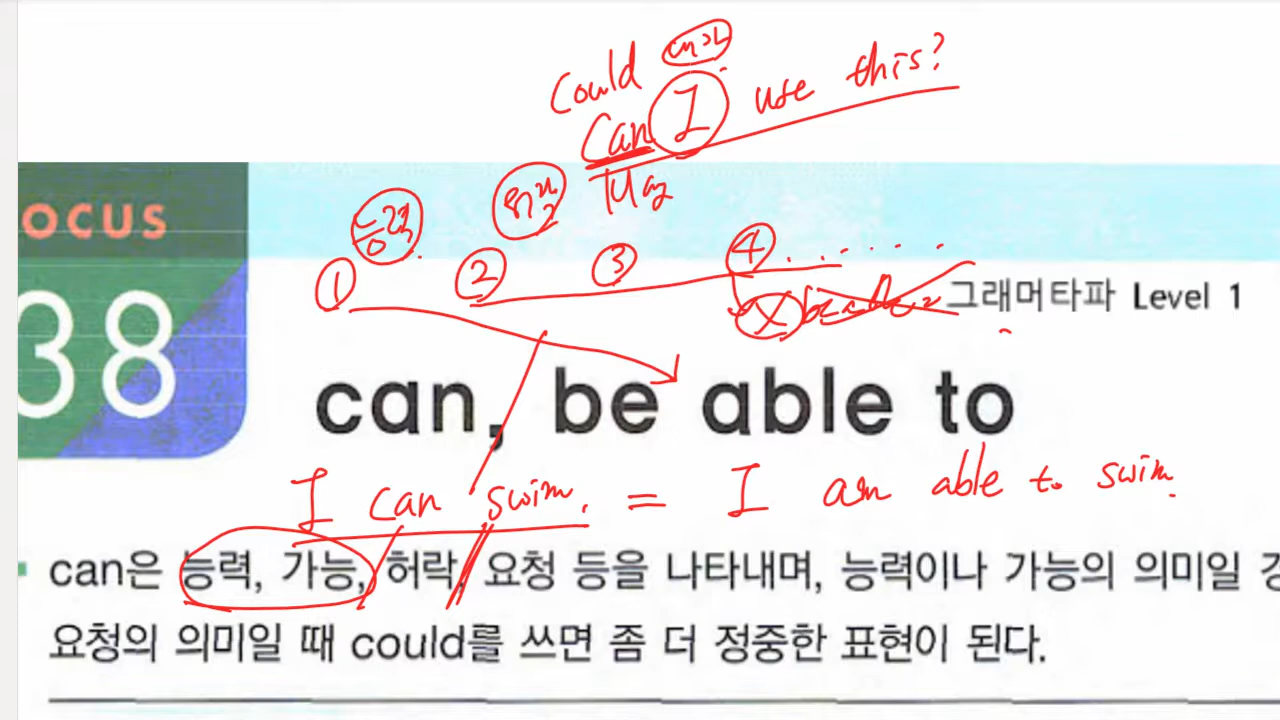 Could
Can I use this?
May
능력
① ② ③ ④ . . . . . .
OCUS
38
그래머타파 Level 1
can, be able to
I can swim. = I am able to swim.
can은 능력, 가능, 허락, 요청 등을 나타내며, 능력이나 가능의 의미일
요청의 의미일 때 could를 쓰면 좀 더 정중한 표현이 된다.